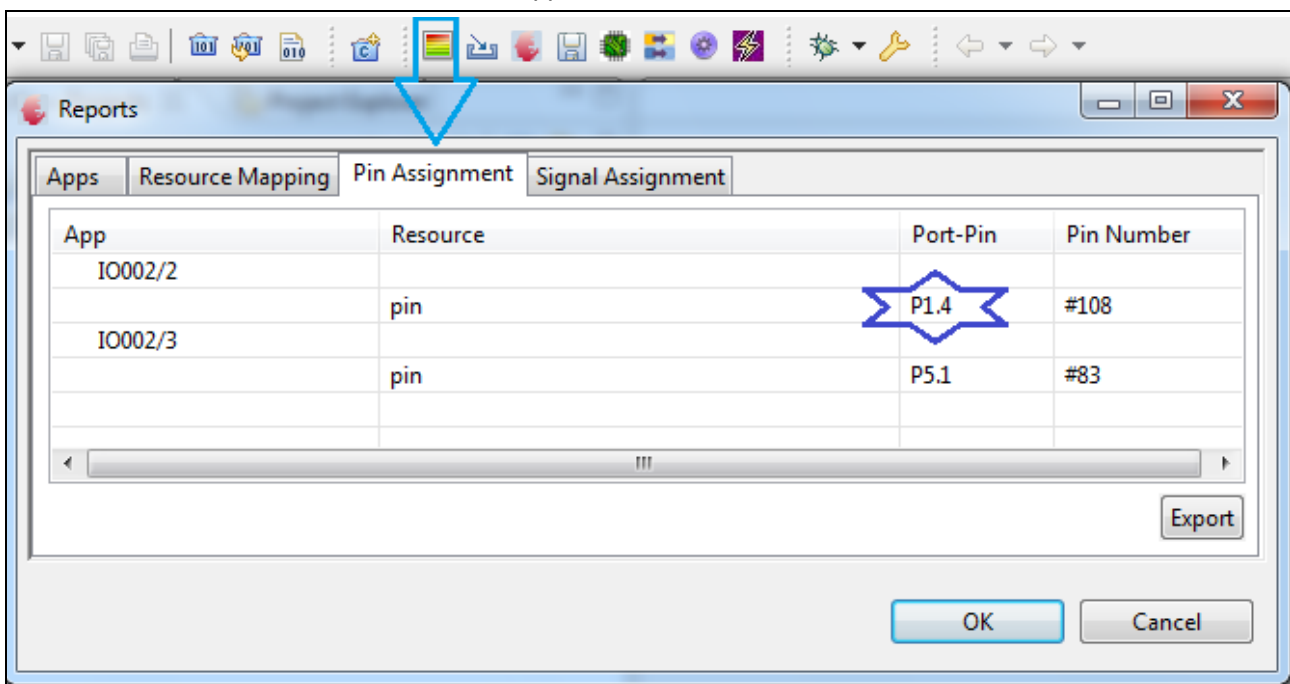 Reports
Apps Resource Mapping Pin Assignment Signal Assignment
App Resource Port-Pin Pin Number
IO002/2
pin P1.4 #108
IO002/3
pin P5.1 #83
Export
OK Cancel